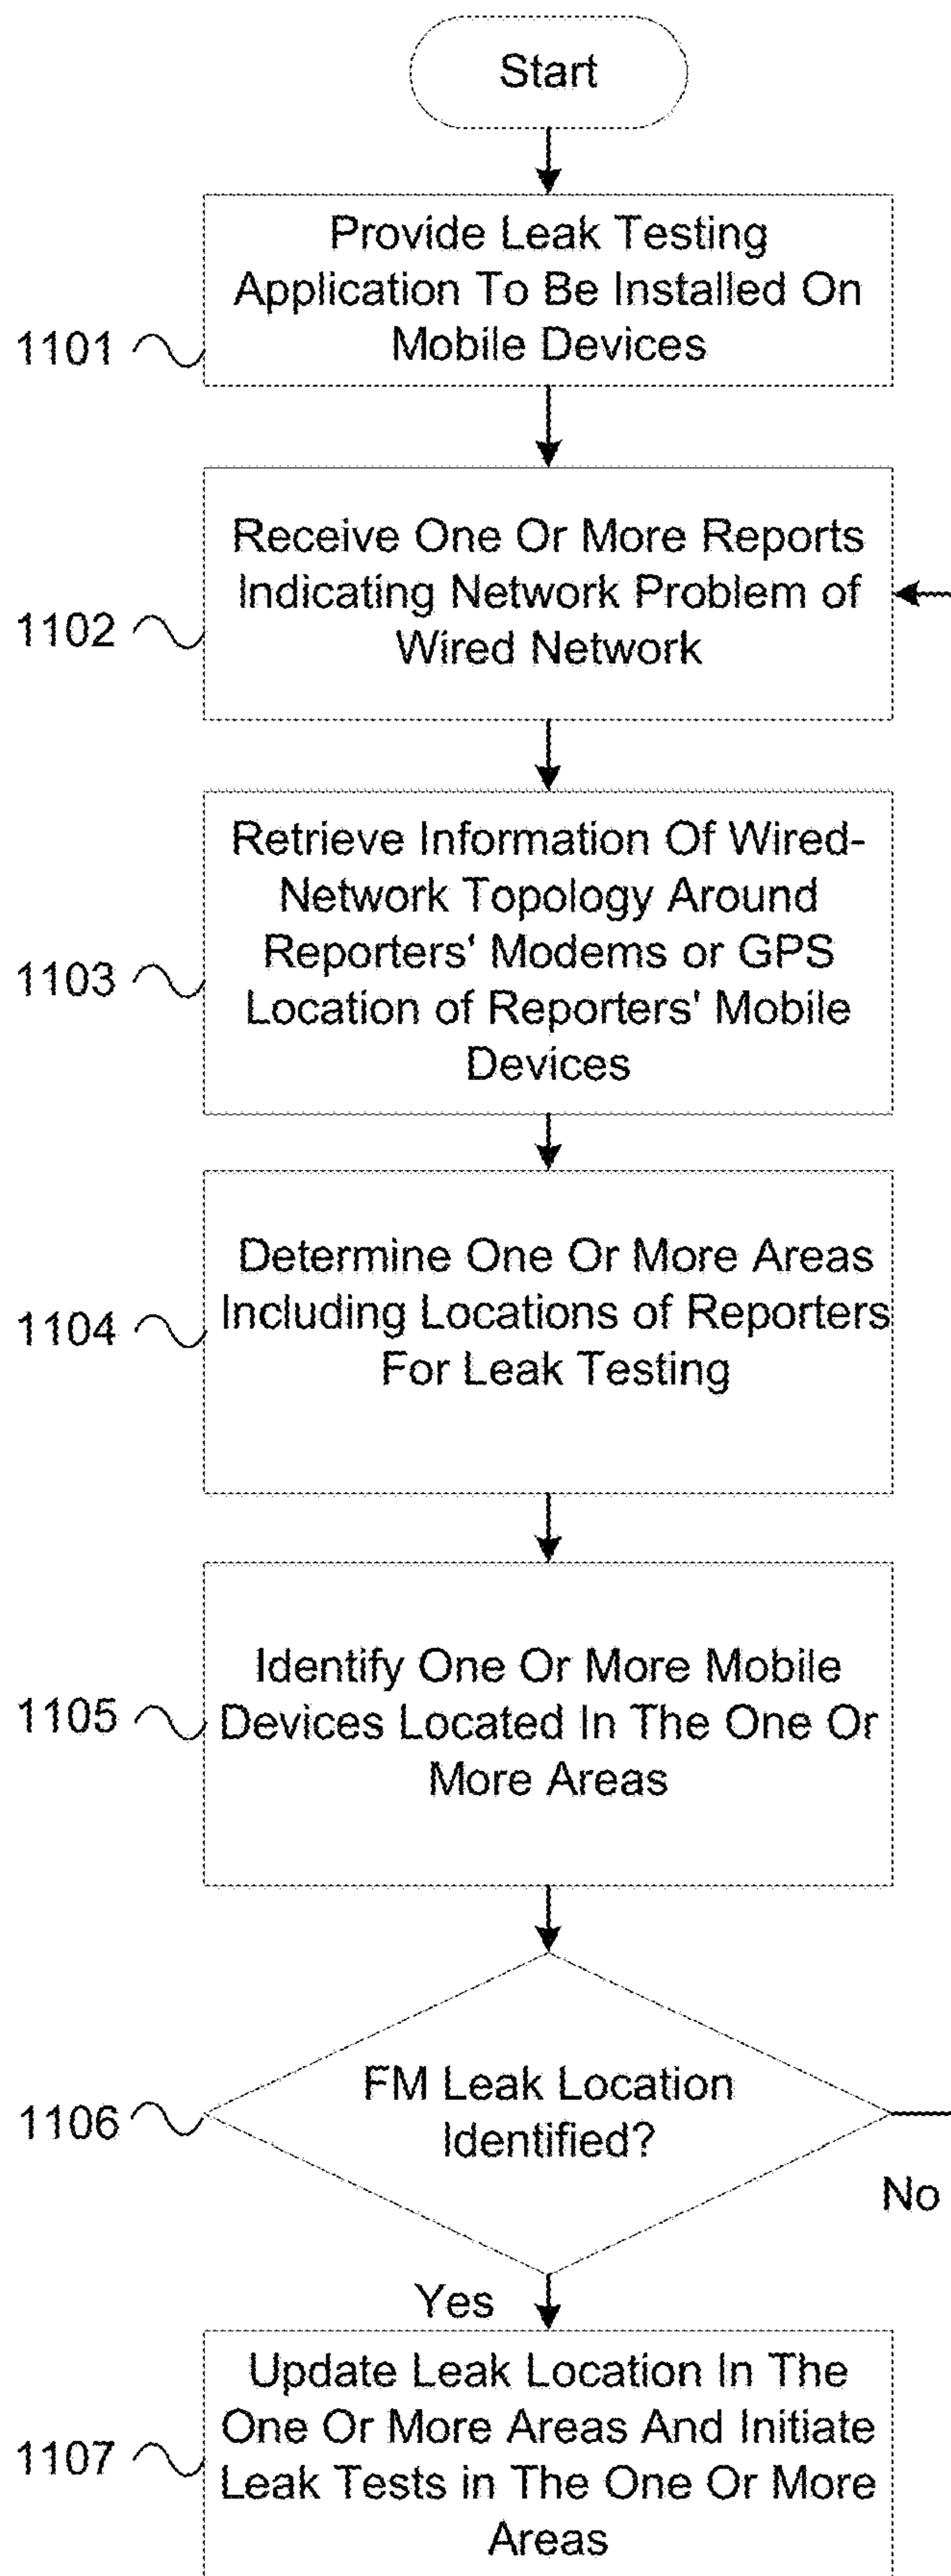 Start
Provide Leak Testing
Application To Be Installed On
Mobile Devices
1101
Receive One Or More Reports
Indicating Network Problem of
Wired Network
1102
Retrieve Information Of Wired-
Network Topology Around
Reporters' Modems or GPS
Location of Reporters' Mobile
Devices
1103
Determine One Or More Areas
Including Locations of Reporters
For Leak Testing
1104
Identify One Or More Mobile
Devices Located In The One Or
More Areas
1105
FM Leak Location
Identified?
1106
No
Yes
Update Leak Location In The
One Or More Areas And Initiate
Leak Tests in The One Or More
Areas
1107